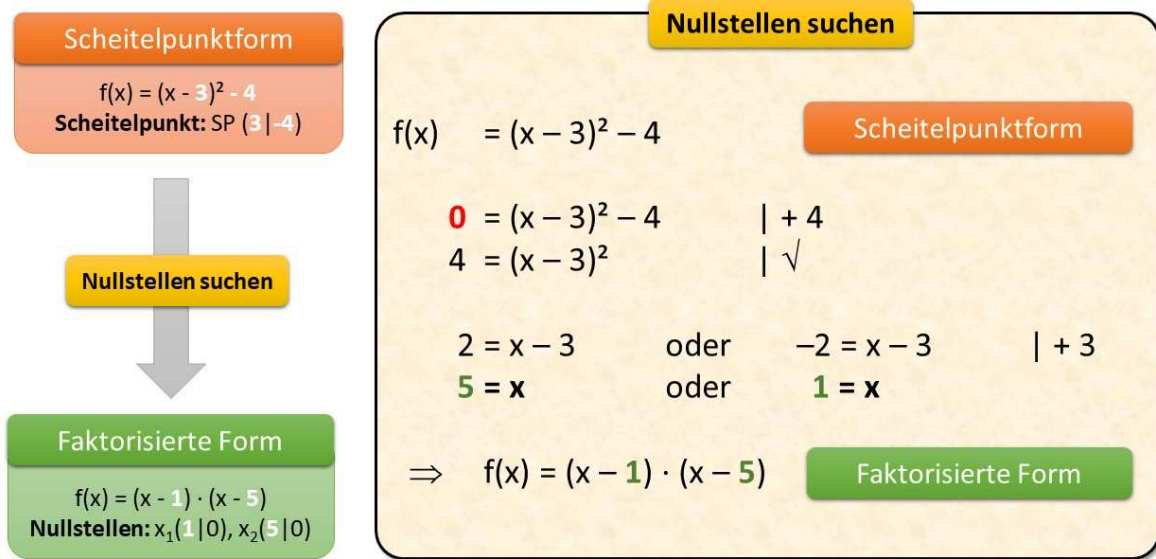 Scheitelpunktform
f(x) = (x - 3)² - 4
Scheitelpunkt: SP (3|-4)
Nullstellen suchen
Faktorisierte Form
f(x) = (x - 1) · (x - 5)
Nullstellen: x₁(1|0), x₂(5|0)
Nullstellen suchen
f(x) = (x – 3)² – 4 Scheitelpunktform
0 = (x – 3)² – 4 | + 4
4 = (x – 3)² | √
2 = x – 3 oder –2 = x – 3 | + 3
5 = x oder 1 = x
⇒ f(x) = (x – 1) · (x – 5) Faktorisierte Form